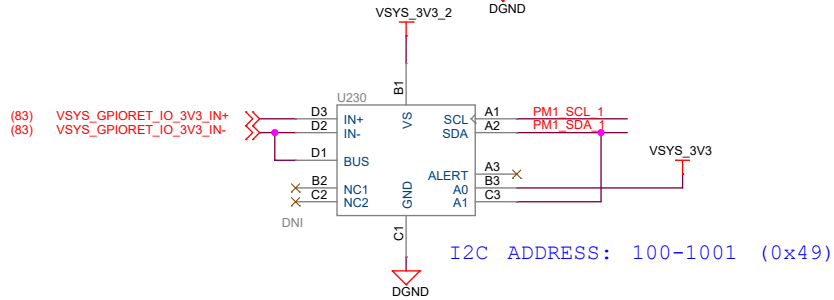 DGND
VSYS_3V3_2
U230
B1
VS
(83) VSYS_GPIORET_IO_3V3_IN+ D3 IN+
(83) VSYS_GPIORET_IO_3V3_IN- D2 IN-
SCL A1 PM1_SCL_1
SDA A2 PM1_SDA_1
D1 BUS
VSYS_3V3
ALERT A3
B2 NC1
A0 B3
C2 NC2
A1 C3
GND
DNI
C1
I2C ADDRESS: 100-1001 (0x49)
DGND